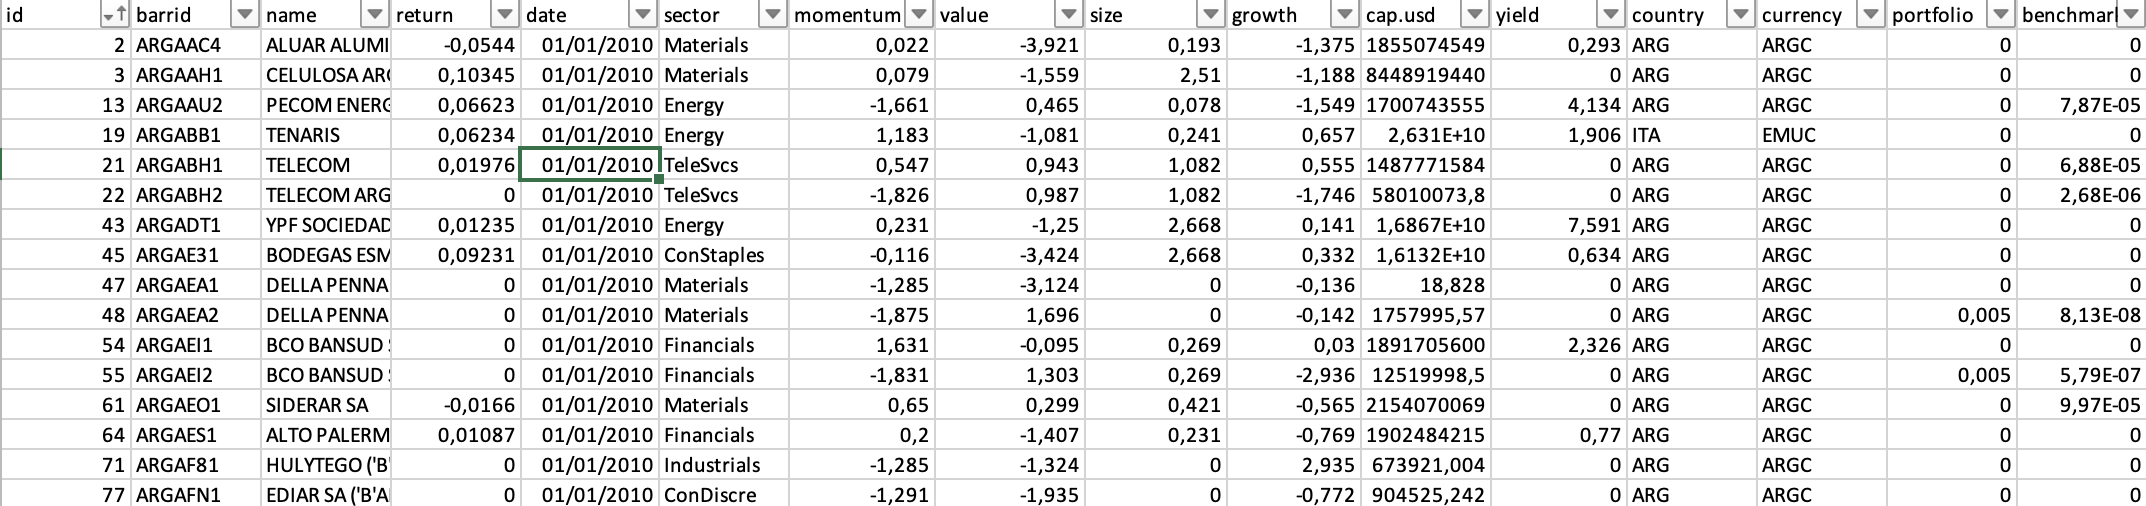 id barrid name return date sector momentum value size growth cap.usd yield country currency portfolio benchmark
2 ARGAAC4 ALUAR ALUMI -0,0544 01/01/2010 Materials 0,022 -3,921 0,193 -1,375 1855074549 0,293 ARG ARGC 0 0
3 ARGAAH1 CELULOSA ARG 0,10345 01/01/2010 Materials 0,079 -1,559 2,51 -1,188 8448919440 0 ARG ARGC 0 0
13 ARGAAU2 PECOM ENERG 0,06623 01/01/2010 Energy -1,661 0,465 0,078 -1,549 1700743555 4,134 ARG ARGC 0 7,87E-05
19 ARGABB1 TENARIS 0,06234 01/01/2010 Energy 1,183 -1,081 0,241 0,657 2,631E+10 1,906 ITA EMUC 0 0
21 ARGABH1 TELECOM 0,01976 01/01/2010 TeleSvcs 0,547 0,943 1,082 0,555 1487771584 0 ARG ARGC 0 6,88E-05
22 ARGABH2 TELECOM ARG 0 01/01/2010 TeleSvcs -1,826 0,987 1,082 -1,746 58010073,8 0 ARG ARGC 0 2,68E-06
43 ARGADT1 YPF SOCIEDAD 0,01235 01/01/2010 Energy 0,231 -1,25 2,668 0,141 1,6867E+10 7,591 ARG ARGC 0 0
45 ARGAE31 BODEGAS ESM 0,09231 01/01/2010 ConStaples -0,116 -3,424 2,668 0,332 1,6132E+10 0,634 ARG ARGC 0 0
47 ARGAEA1 DELLA PENNA 0 01/01/2010 Materials -1,285 -3,124 0 -0,136 18,828 0 ARG ARGC 0 0
48 ARGAEA2 DELLA PENNA 0 01/01/2010 Materials -1,875 1,696 0 -0,142 1757995,57 0 ARG ARGC 0,005 8,13E-08
54 ARGAEI1 BCO BANSUD S 0 01/01/2010 Financials 1,631 -0,095 0,269 0,03 1891705600 2,326 ARG ARGC 0 0
55 ARGAEI2 BCO BANSUD S 0 01/01/2010 Financials -1,831 1,303 0,269 -2,936 12519998,5 0 ARG ARGC 0,005 5,79E-07
61 ARGAEO1 SIDERAR SA -0,0166 01/01/2010 Materials 0,65 0,299 0,421 -0,565 2154070069 0 ARG ARGC 0 9,97E-05
64 ARGAES1 ALTO PALERM 0,01087 01/01/2010 Financials 0,2 -1,407 0,231 -0,769 1902484215 0,77 ARG ARGC 0 0
71 ARGAF81 HULYTEGO ('B' 0 01/01/2010 Industrials -1,285 -1,324 0 2,935 673921,004 0 ARG ARGC 0 0
77 ARGAFN1 EDIAR SA ('B'A 0 01/01/2010 ConDiscre -1,291 -1,935 0 -0,772 904525,242 0 ARG ARGC 0 0